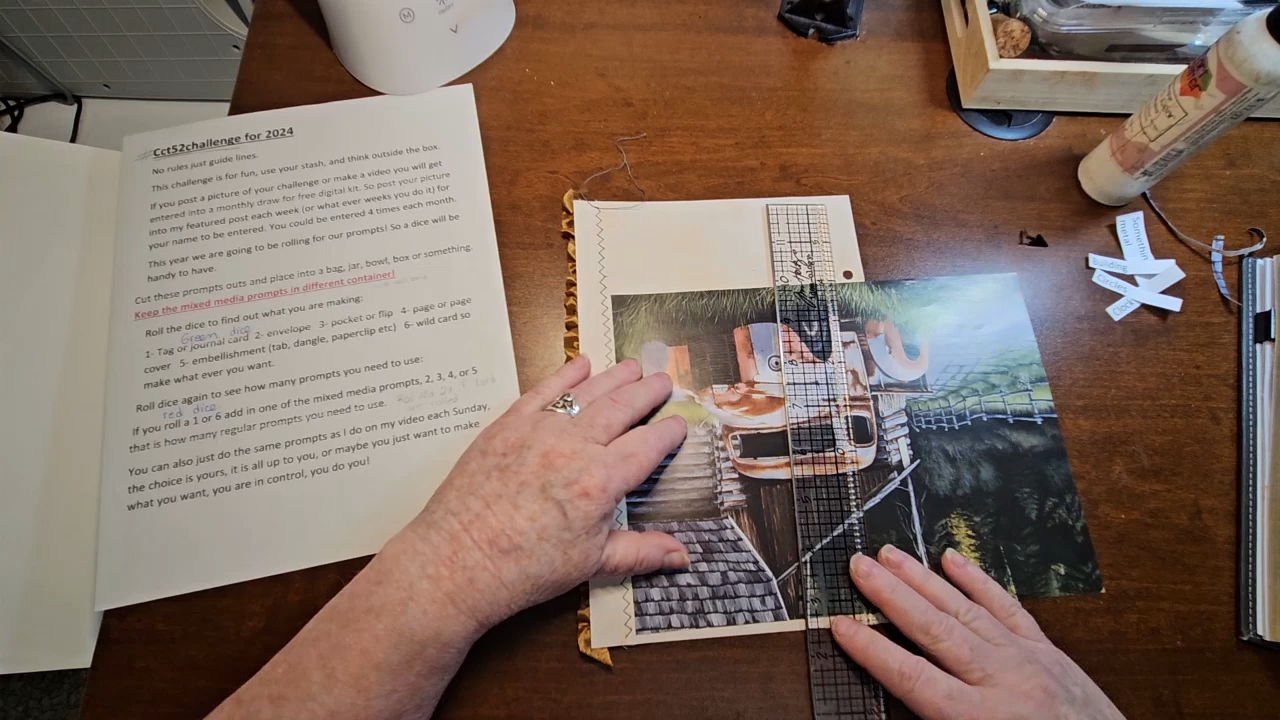 #Cct52challenge for 2024
No rules just guide lines.
This challenge is for fun, use your stash, and think outside the box.
If you post a picture of your challenge or make a video you will get
entered into a monthly draw for free digital kit. So post your picture
into my featured post each week (or what ever weeks you do it) for
your name to be entered. You could be entered 4 times each month.
This year we are going to be rolling for our prompts! So a dice will be
handy to have.
Cut these prompts outs and place into a bag, jar, bowl, box or something.
Keep the mixed media prompts in different container!
Roll the dice to find out what you are making:
Green dice
1- Tag or journal card 2- envelope 3- pocket or flip 4- page or page
cover 5- embellishment (tab, dangle, paperclip etc) 6- wild card so
make what ever you want.
Roll dice again to see how many prompts you need to use:
red dice
If you roll a 1 or 6 add in one of the mixed media prompts, 2, 3, 4, or 5
that is how many regular prompts you need to use.
You can also just do the same prompts as I do on my video each Sunday,
the choice is yours, it is all up to you, or maybe you just want to make
what you want, you are in control, you do you!
M
Something
metal
Building
Circles
Clock